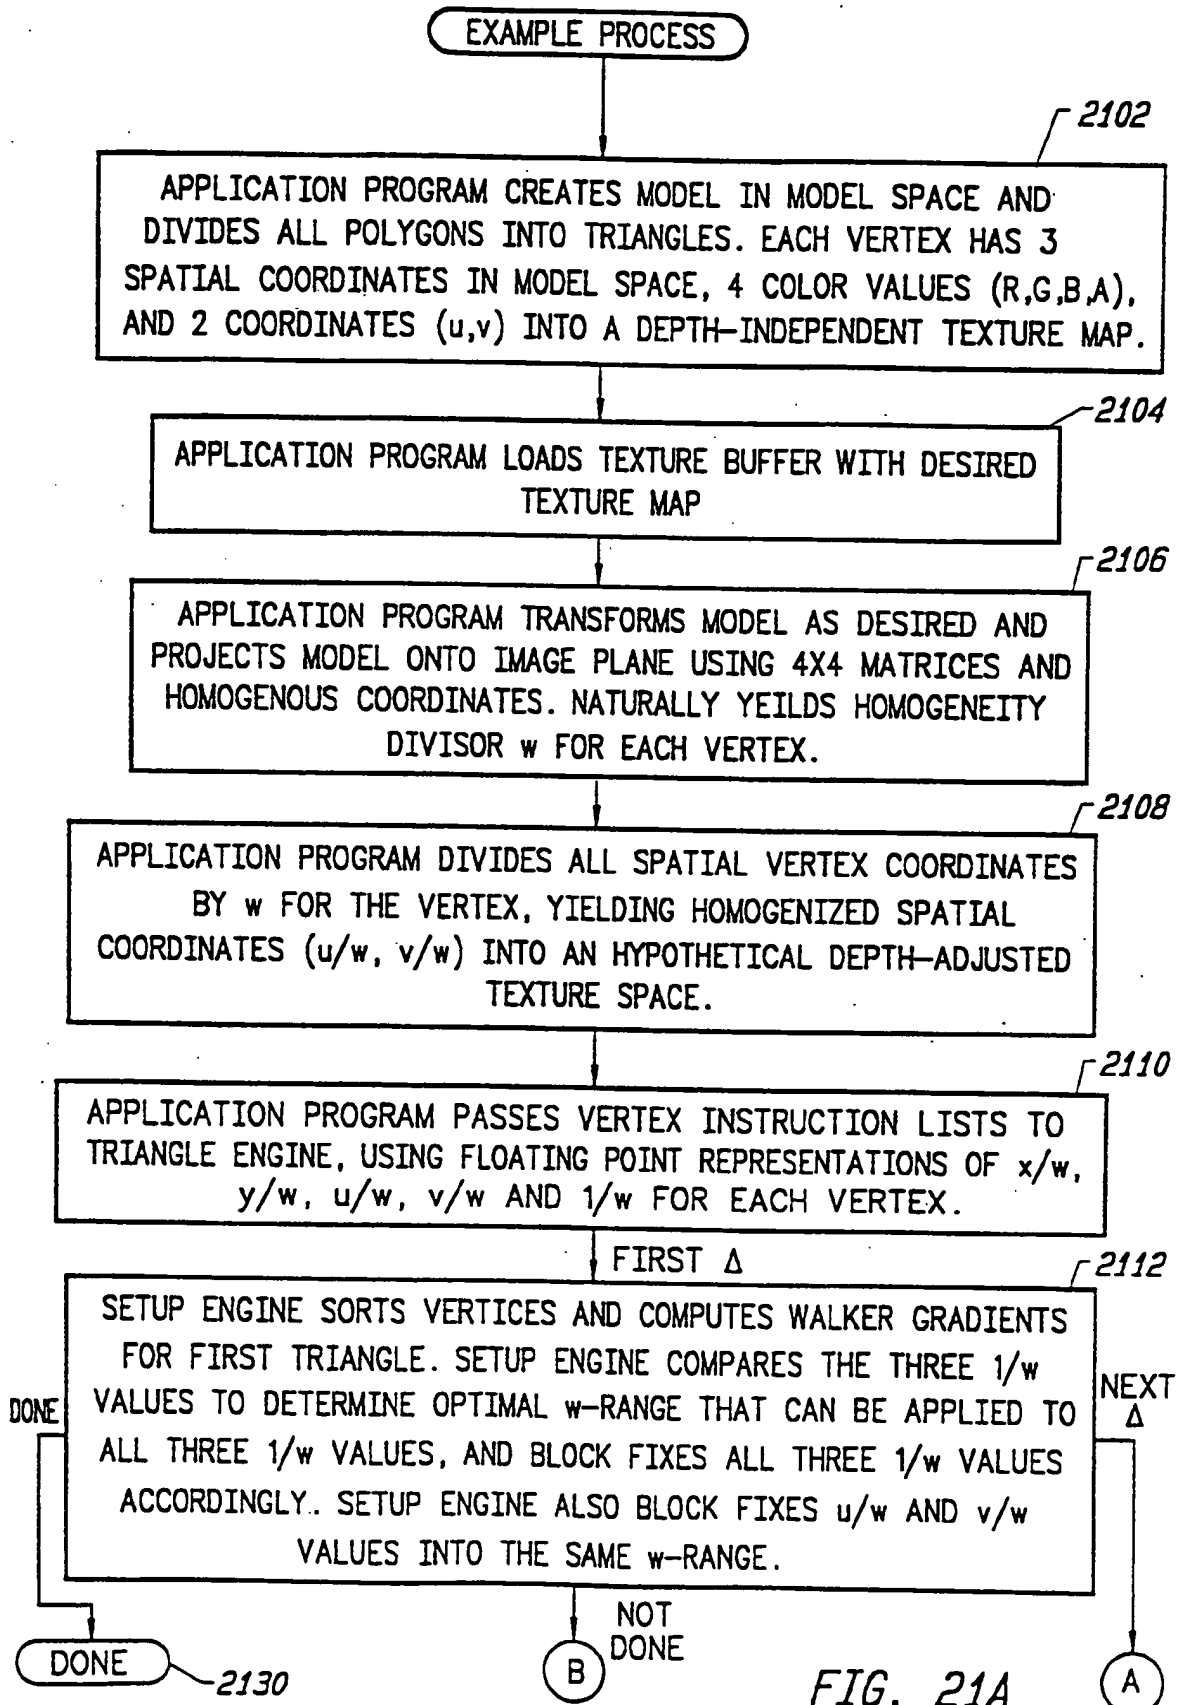 EXAMPLE PROCESS
2102
APPLICATION PROGRAM CREATES MODEL IN MODEL SPACE AND
DIVIDES ALL POLYGONS INTO TRIANGLES. EACH VERTEX HAS 3
SPATIAL COORDINATES IN MODEL SPACE, 4 COLOR VALUES (R,G,B,A),
AND 2 COORDINATES (u,v) INTO A DEPTH-INDEPENDENT TEXTURE MAP.
2104
APPLICATION PROGRAM LOADS TEXTURE BUFFER WITH DESIRED
TEXTURE MAP
2106
APPLICATION PROGRAM TRANSFORMS MODEL AS DESIRED AND
PROJECTS MODEL ONTO IMAGE PLANE USING 4X4 MATRICES AND
HOMOGENOUS COORDINATES. NATURALLY YEILDS HOMOGENEITY
DIVISOR w FOR EACH VERTEX.
2108
APPLICATION PROGRAM DIVIDES ALL SPATIAL VERTEX COORDINATES
BY w FOR THE VERTEX, YIELDING HOMOGENIZED SPATIAL
COORDINATES (u/w, v/w) INTO AN HYPOTHETICAL DEPTH-ADJUSTED
TEXTURE SPACE.
2110
APPLICATION PROGRAM PASSES VERTEX INSTRUCTION LISTS TO
TRIANGLE ENGINE, USING FLOATING POINT REPRESENTATIONS OF x/w,
y/w, u/w, v/w AND 1/w FOR EACH VERTEX.
FIRST Δ
2112
SETUP ENGINE SORTS VERTICES AND COMPUTES WALKER GRADIENTS
FOR FIRST TRIANGLE. SETUP ENGINE COMPARES THE THREE 1/w
VALUES TO DETERMINE OPTIMAL w-RANGE THAT CAN BE APPLIED TO
ALL THREE 1/w VALUES, AND BLOCK FIXES ALL THREE 1/w VALUES
ACCORDINGLY. SETUP ENGINE ALSO BLOCK FIXES u/w AND v/w
VALUES INTO THE SAME w-RANGE.
DONE
NEXT
Δ
NOT
DONE
DONE
2130
B
FIG. 21A
A